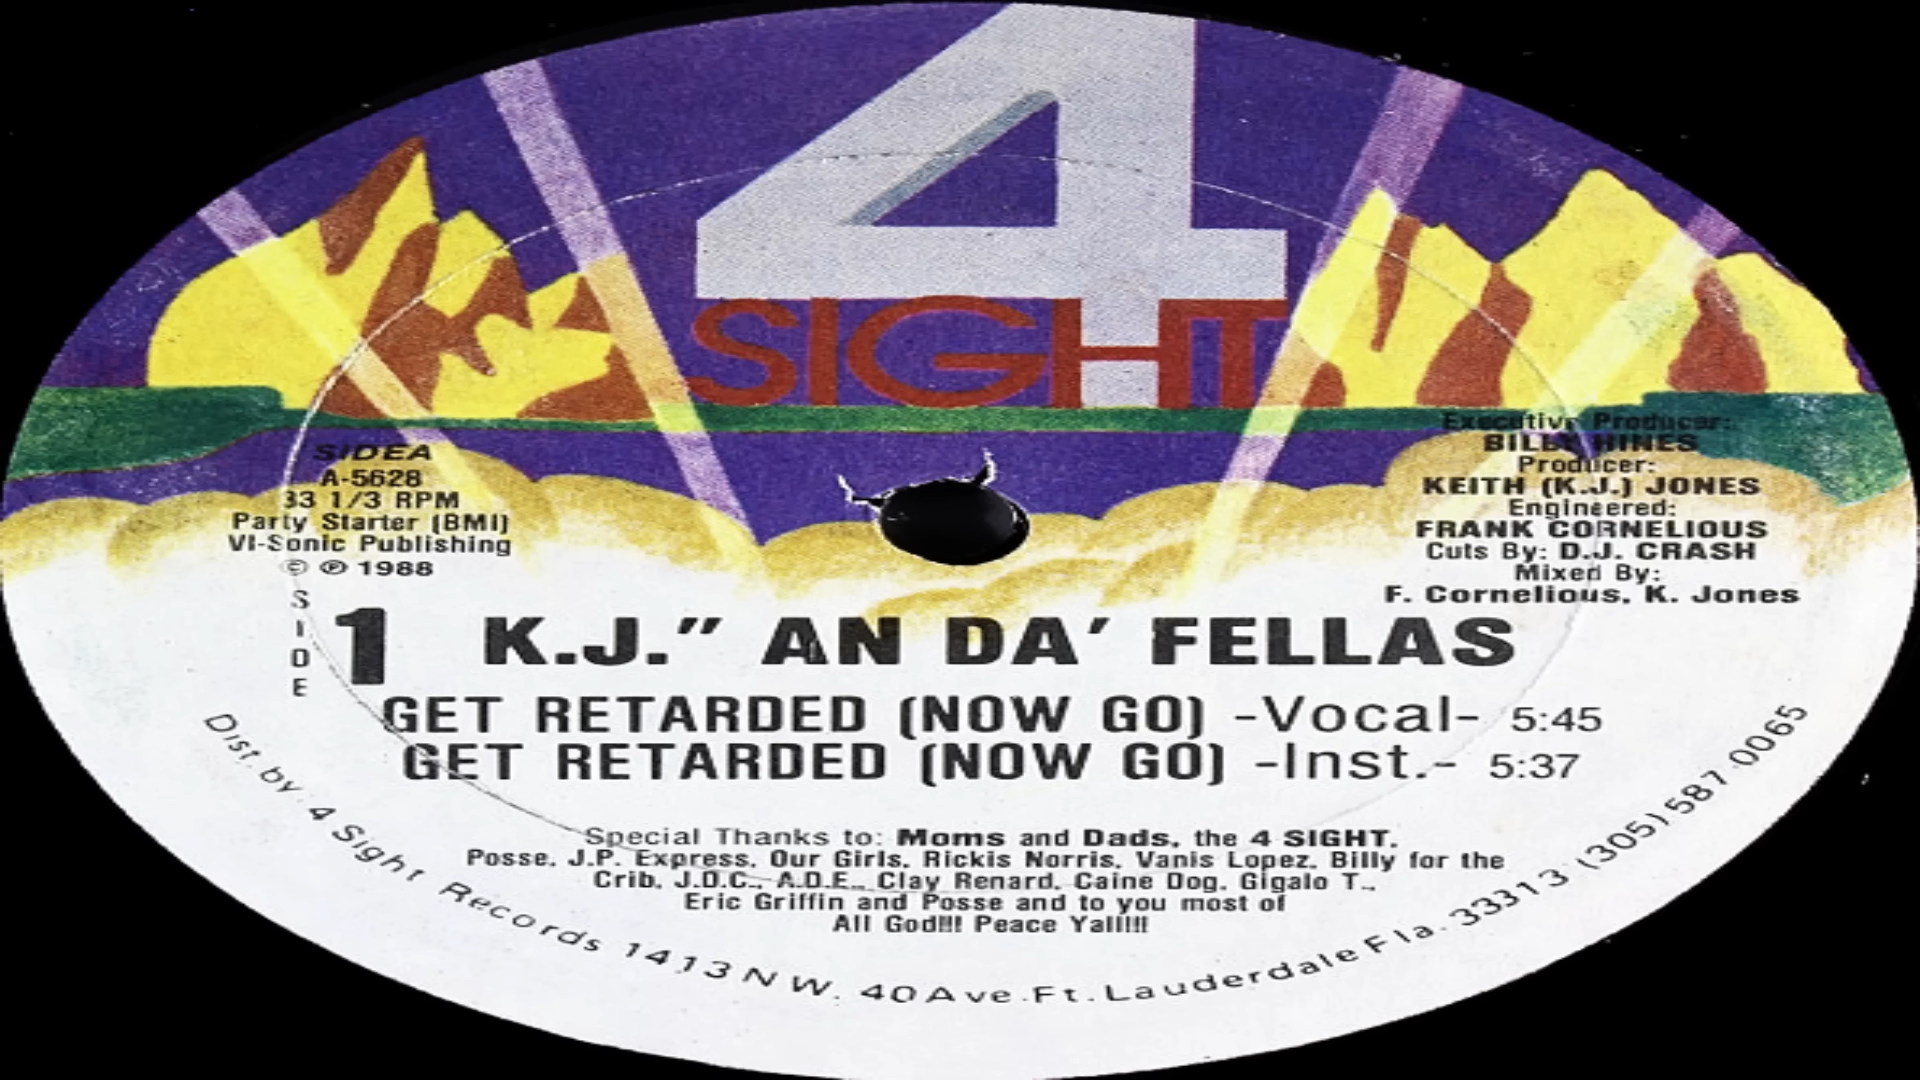 4
SIGHT
SIDEA
A-5628
33 1/3 RPM
Party Starter (BMI)
VI-Sonic Publishing
© ℗ 1988
Executive Producer:
BILLY HINES
Producer:
KEITH (K.J.) JONES
Engineered:
FRANK CORNELIOUS
Cuts By: D.J. CRASH
Mixed By:
F. Cornelious, K. Jones
SIDE 1
K.J." AN DA' FELLAS
GET RETARDED (NOW GO) -Vocal- 5:45
GET RETARDED (NOW GO) -Inst.- 5:37
Special Thanks to: Moms and Dads, the 4 SIGHT.
Posse, J.P. Express, Our Girls, Rickis Norris, Vanis Lopez, Billy for the
Crib, J.D.C., A.D.E., Clay Renard, Caine Dog, Gigalo T.,
Eric Griffin and Posse and to you most of
All God!!! Peace Yall!!!
Dist. by 4 Sight Records 1413 N W. 40 Ave. Ft. Lauderdale Fla. 33313 (305) 587-0065